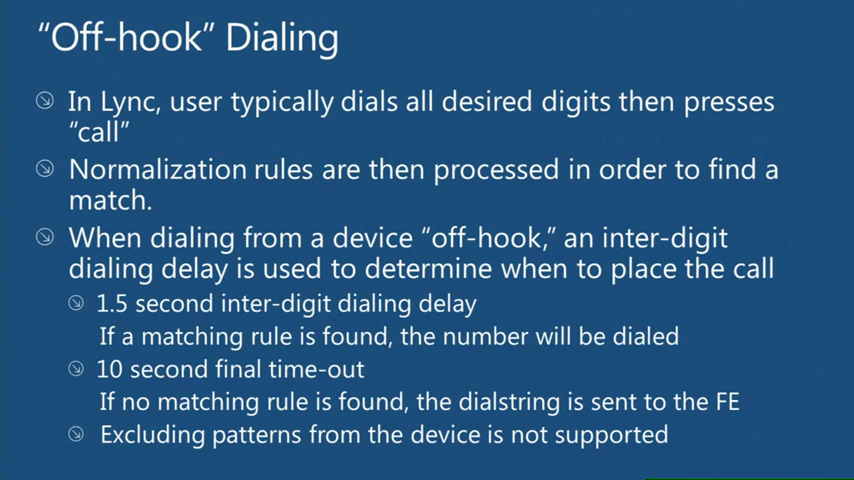 “Off-hook” Dialing
In Lync, user typically dials all desired digits then presses
“call”
Normalization rules are then processed in order to find a
match.
When dialing from a device “off-hook,” an inter-digit
dialing delay is used to determine when to place the call
1.5 second inter-digit dialing delay
If a matching rule is found, the number will be dialed
10 second final time-out
If no matching rule is found, the dialstring is sent to the FE
Excluding patterns from the device is not supported